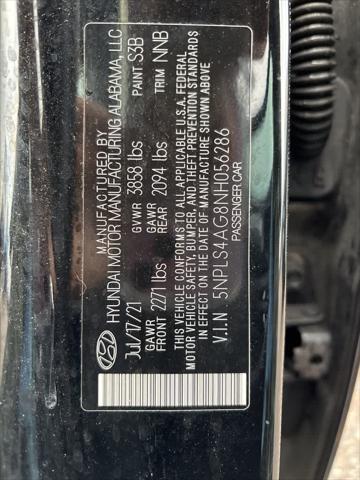 MANUFACTURED BY
HYUNDAI MOTOR MANUFACTURING ALABAMA, LLC
Jul/17/21 GVWR 3858 lbs PAINT S3B
GAWR FRONT 2271 lbs GAWR REAR 2094 lbs TRIM NNB
THIS VEHICLE CONFORMS TO ALL APPLICABLE U.S.A. FEDERAL
MOTOR VEHICLE SAFETY, BUMPER, AND THEFT PREVENTION
STANDARDS IN EFFECT ON THE DATE OF MANUFACTURE SHOWN ABOVE
V.I.N 5NPLS4AG8NH056286
PASSENGER CAR